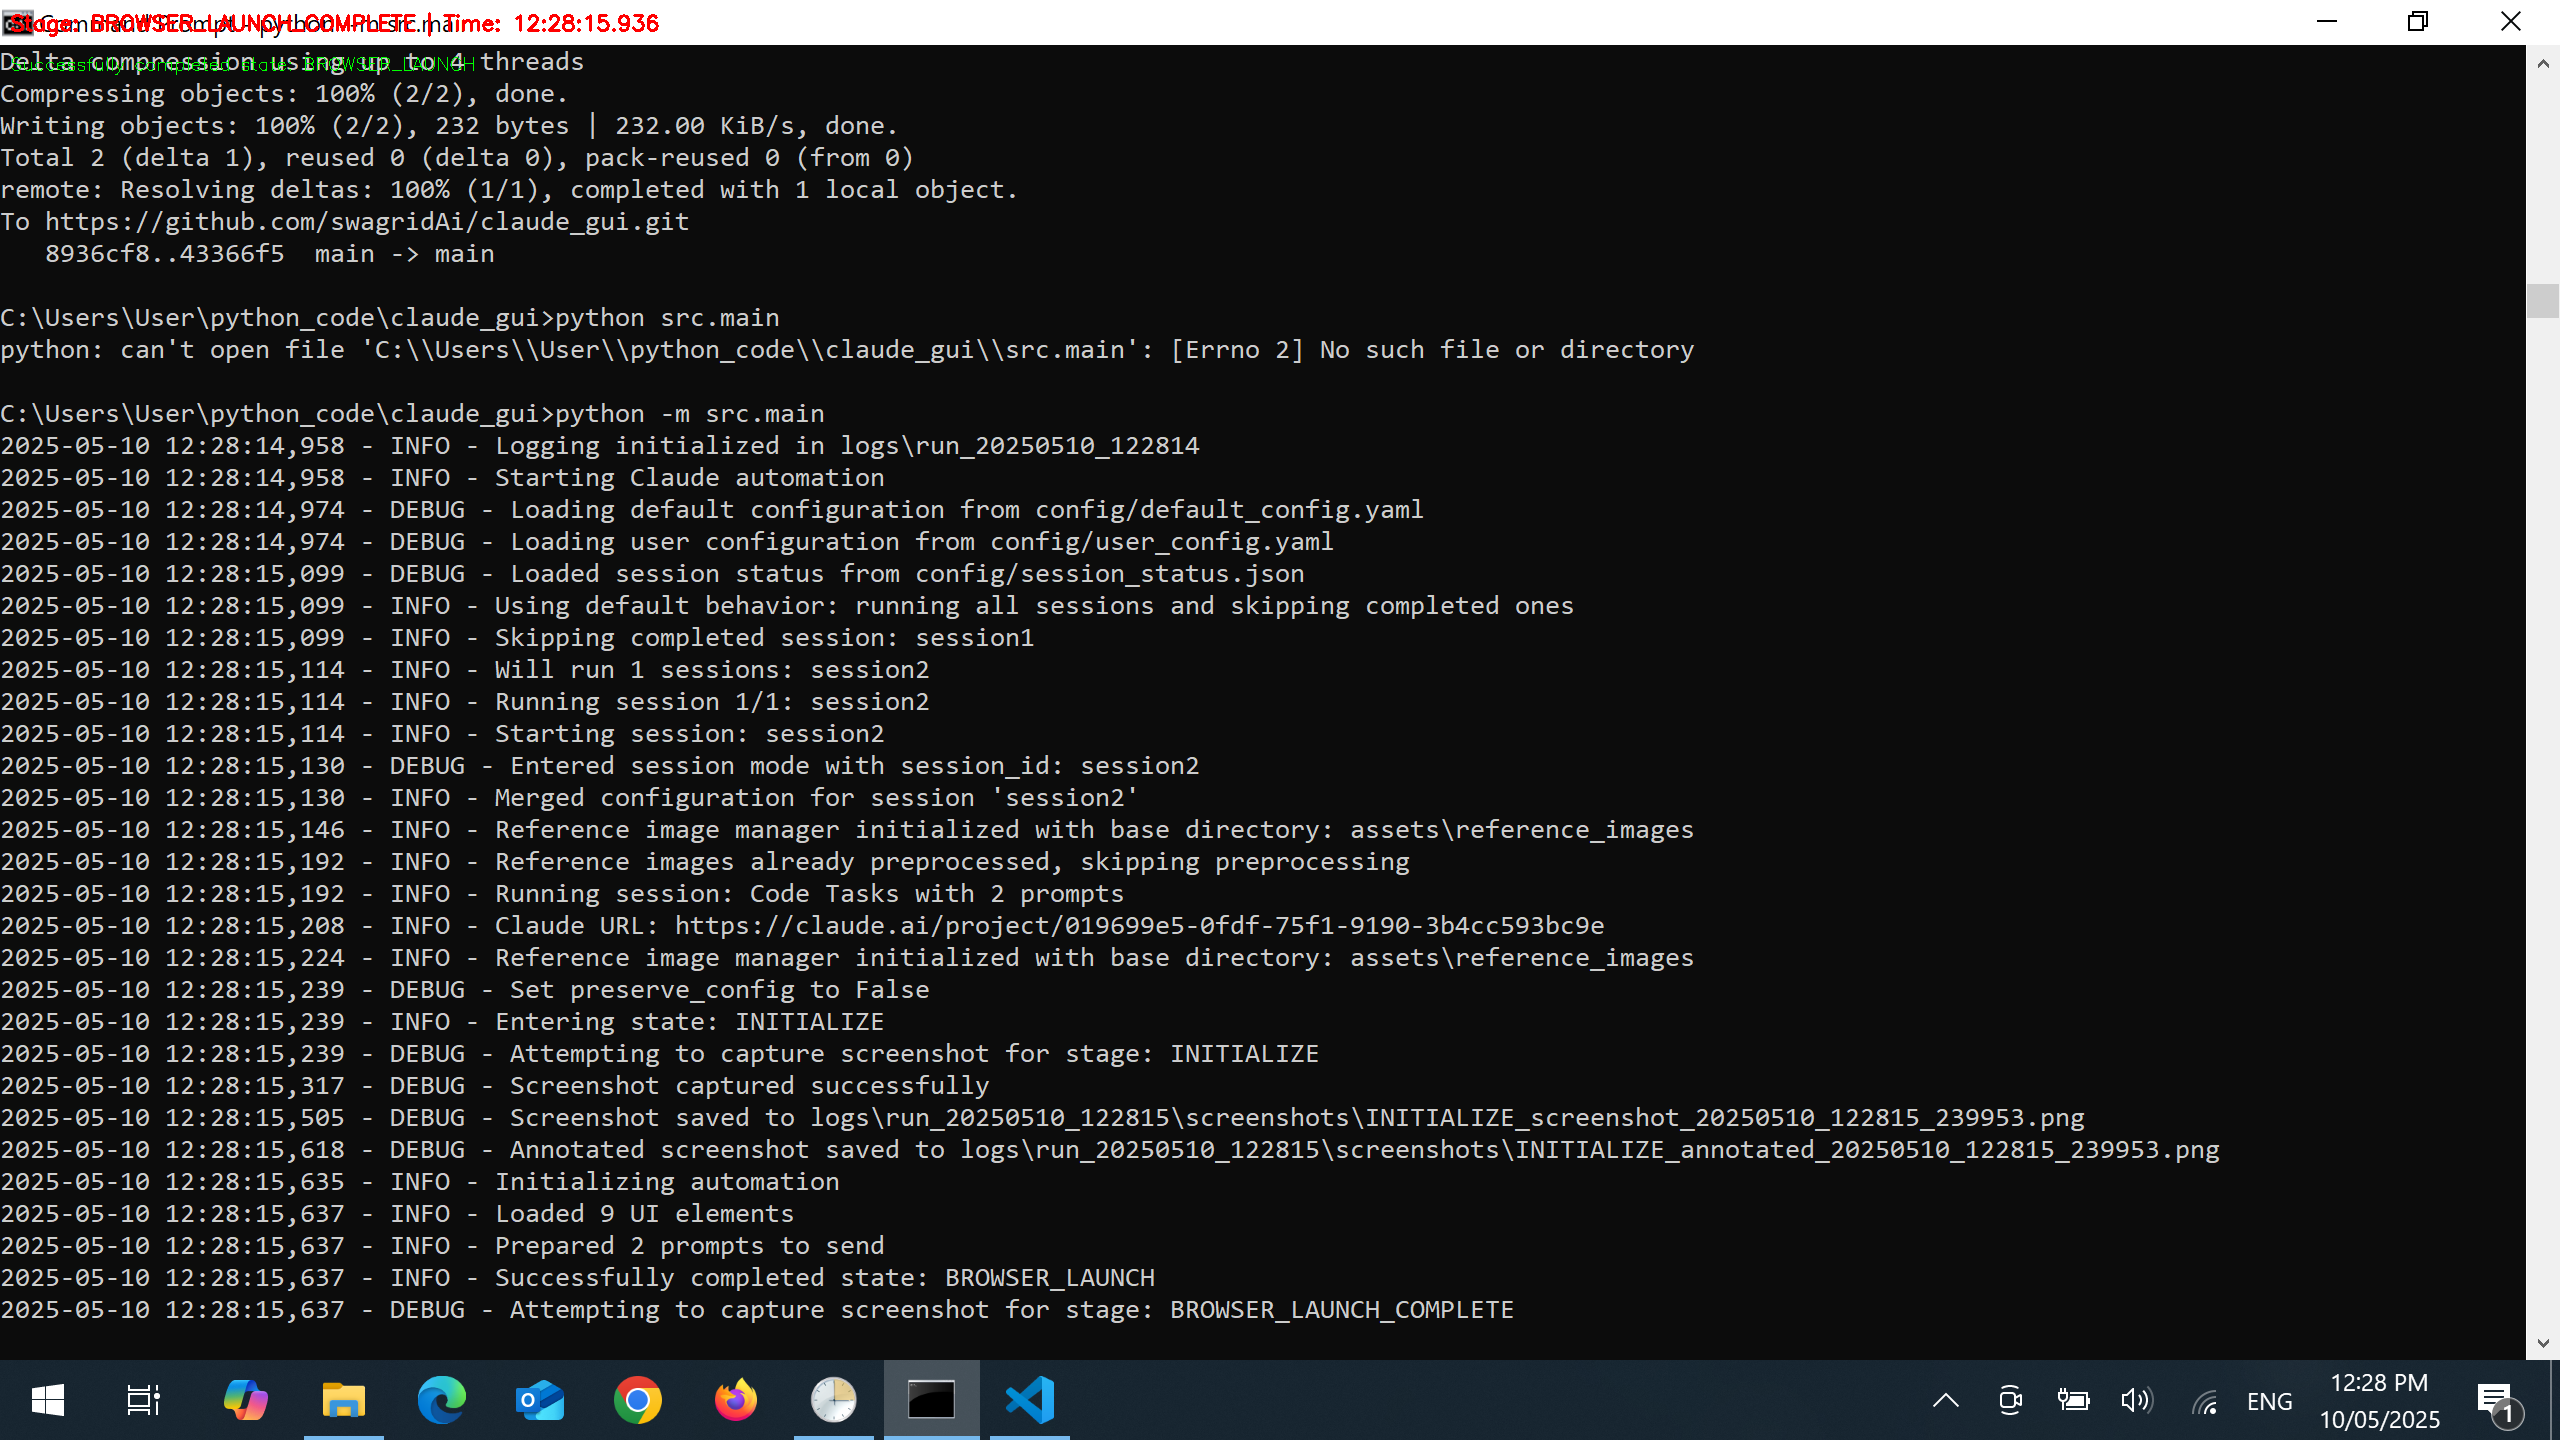 Stage: BROWSER_LAUNCH_COMPLETE | Time: 12:28:15.936
Successfully completed state: BROWSER_LAUNCH
Delta compression using up to 4 threads
Compressing objects: 100% (2/2), done.
Writing objects: 100% (2/2), 232 bytes | 232.00 KiB/s, done.
Total 2 (delta 1), reused 0 (delta 0), pack-reused 0 (from 0)
remote: Resolving deltas: 100% (1/1), completed with 1 local object.
To https://github.com/swagridAi/claude_gui.git
   8936cf8..43366f5  main -> main
C:\Users\User\python_code\claude_gui>python src.main
python: can't open file 'C:\\Users\\User\\python_code\\claude_gui\\src.main': [Errno 2] No such file or directory
C:\Users\User\python_code\claude_gui>python -m src.main
2025-05-10 12:28:14,958 - INFO - Logging initialized in logs\run_20250510_122814
2025-05-10 12:28:14,958 - INFO - Starting Claude automation
2025-05-10 12:28:14,974 - DEBUG - Loading default configuration from config/default_config.yaml
2025-05-10 12:28:14,974 - DEBUG - Loading user configuration from config/user_config.yaml
2025-05-10 12:28:15,099 - DEBUG - Loaded session status from config/session_status.json
2025-05-10 12:28:15,099 - INFO - Using default behavior: running all sessions and skipping completed ones
2025-05-10 12:28:15,099 - INFO - Skipping completed session: session1
2025-05-10 12:28:15,114 - INFO - Will run 1 sessions: session2
2025-05-10 12:28:15,114 - INFO - Running session 1/1: session2
2025-05-10 12:28:15,114 - INFO - Starting session: session2
2025-05-10 12:28:15,130 - DEBUG - Entered session mode with session_id: session2
2025-05-10 12:28:15,130 - INFO - Merged configuration for session 'session2'
2025-05-10 12:28:15,146 - INFO - Reference image manager initialized with base directory: assets\reference_images
2025-05-10 12:28:15,192 - INFO - Reference images already preprocessed, skipping preprocessing
2025-05-10 12:28:15,192 - INFO - Running session: Code Tasks with 2 prompts
2025-05-10 12:28:15,208 - INFO - Claude URL: https://claude.ai/project/019699e5-0fdf-75f1-9190-3b4cc593bc9e
2025-05-10 12:28:15,224 - INFO - Reference image manager initialized with base directory: assets\reference_images
2025-05-10 12:28:15,239 - DEBUG - Set preserve_config to False
2025-05-10 12:28:15,239 - INFO - Entering state: INITIALIZE
2025-05-10 12:28:15,239 - DEBUG - Attempting to capture screenshot for stage: INITIALIZE
2025-05-10 12:28:15,317 - DEBUG - Screenshot captured successfully
2025-05-10 12:28:15,505 - DEBUG - Screenshot saved to logs\run_20250510_122815\screenshots\INITIALIZE_screenshot_20250510_122815_239953.png
2025-05-10 12:28:15,618 - DEBUG - Annotated screenshot saved to logs\run_20250510_122815\screenshots\INITIALIZE_annotated_20250510_122815_239953.png
2025-05-10 12:28:15,635 - INFO - Initializing automation
2025-05-10 12:28:15,637 - INFO - Loaded 9 UI elements
2025-05-10 12:28:15,637 - INFO - Prepared 2 prompts to send
2025-05-10 12:28:15,637 - INFO - Successfully completed state: BROWSER_LAUNCH
2025-05-10 12:28:15,637 - DEBUG - Attempting to capture screenshot for stage: BROWSER_LAUNCH_COMPLETE
ENG
12:28 PM
10/05/2025
1